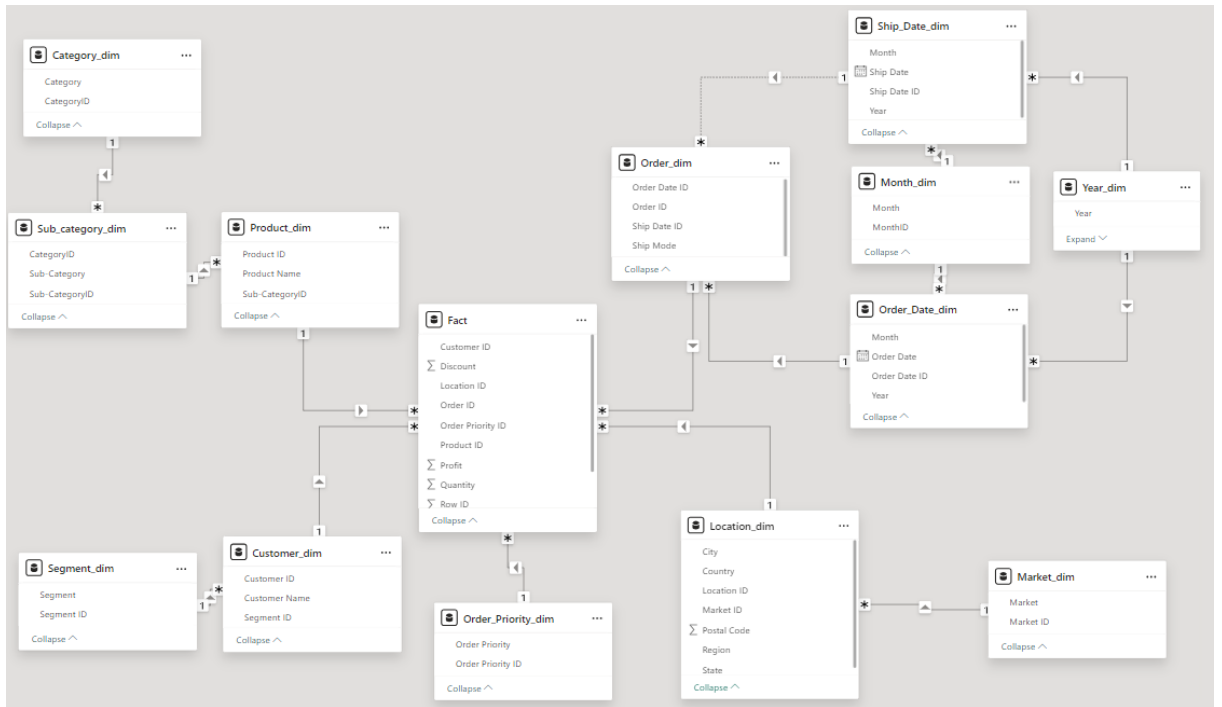 Category_dim
...
Category
CategoryID
Collapse
1
*
Sub_category_dim
...
CategoryID
Sub-Category
Sub-CategoryID
Collapse
1
*
Product_dim
...
Product ID
Product Name
Sub-CategoryID
Collapse
1
*
Fact
...
Customer ID
∑ Discount
Location ID
Order ID
Order Priority ID
Product ID
∑ Profit
∑ Quantity
∑ Row ID
Collapse
*
*
*
*
Order_dim
...
Order Date ID
Order ID
Ship Date ID
Ship Mode
Collapse
*
1
*
Ship_Date_dim
...
Month
Ship Date
Ship Date ID
Year
Collapse
1
*
*
1
Month_dim
...
Month
MonthID
Collapse
1
*
Year_dim
...
Year
Expand
1
1
Order_Date_dim
...
Month
Order Date
Order Date ID
Year
Collapse
1
*
Segment_dim
...
Segment
Segment ID
Collapse
1
*
Customer_dim
...
Customer ID
Customer Name
Segment ID
Collapse
1
Order_Priority_dim
...
Order Priority
Order Priority ID
Collapse
1
Location_dim
...
City
Country
Location ID
Market ID
∑ Postal Code
Region
State
Collapse
1
*
Market_dim
...
Market
Market ID
Collapse
1